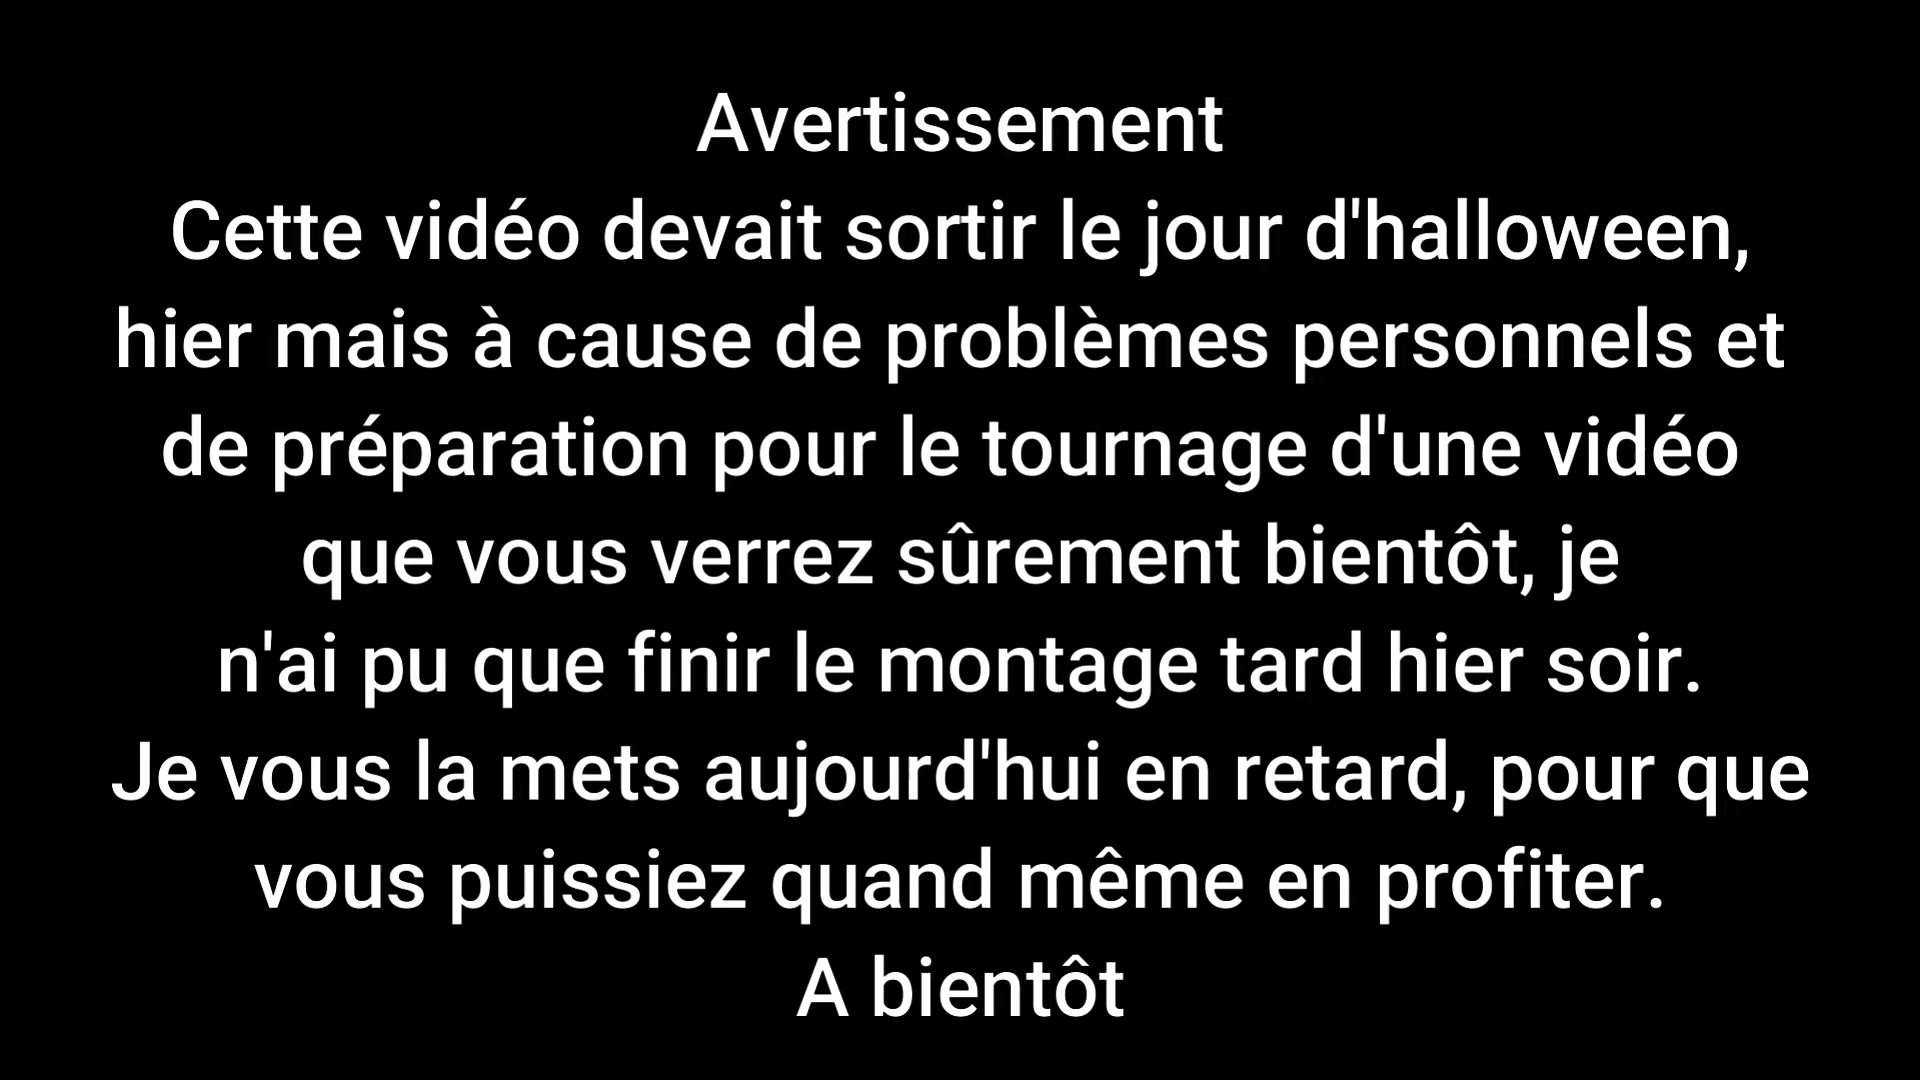 Avertissement
Cette vidéo devait sortir le jour d'halloween,
hier mais à cause de problèmes personnels et
de préparation pour le tournage d'une vidéo
que vous verrez sûrement bientôt, je
n'ai pu que finir le montage tard hier soir.
Je vous la mets aujourd'hui en retard, pour que
vous puissiez quand même en profiter.
A bientôt